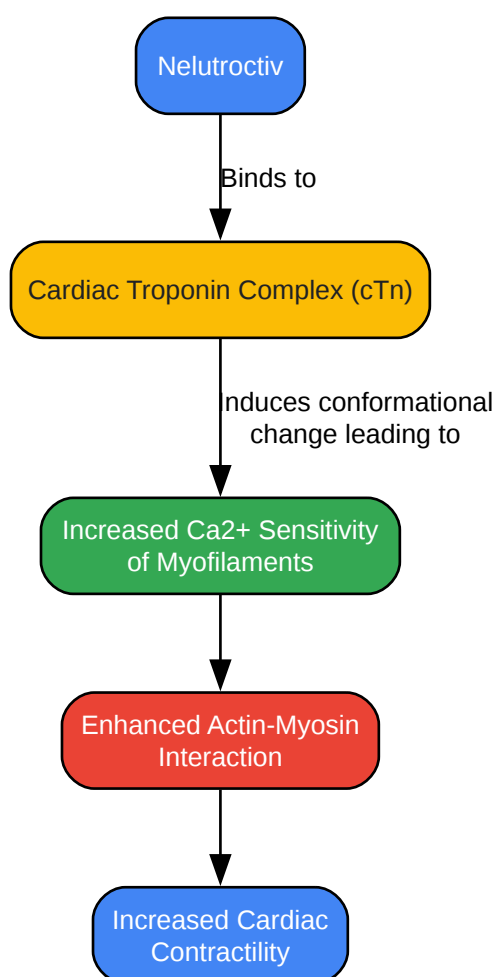 Nelutroctiv
Binds to
Cardiac Troponin Complex (cTn)
Induces conformational
change leading to
Increased Ca2+ Sensitivity
of Myofilaments
Enhanced Actin-Myosin
Interaction
Increased Cardiac
Contractility